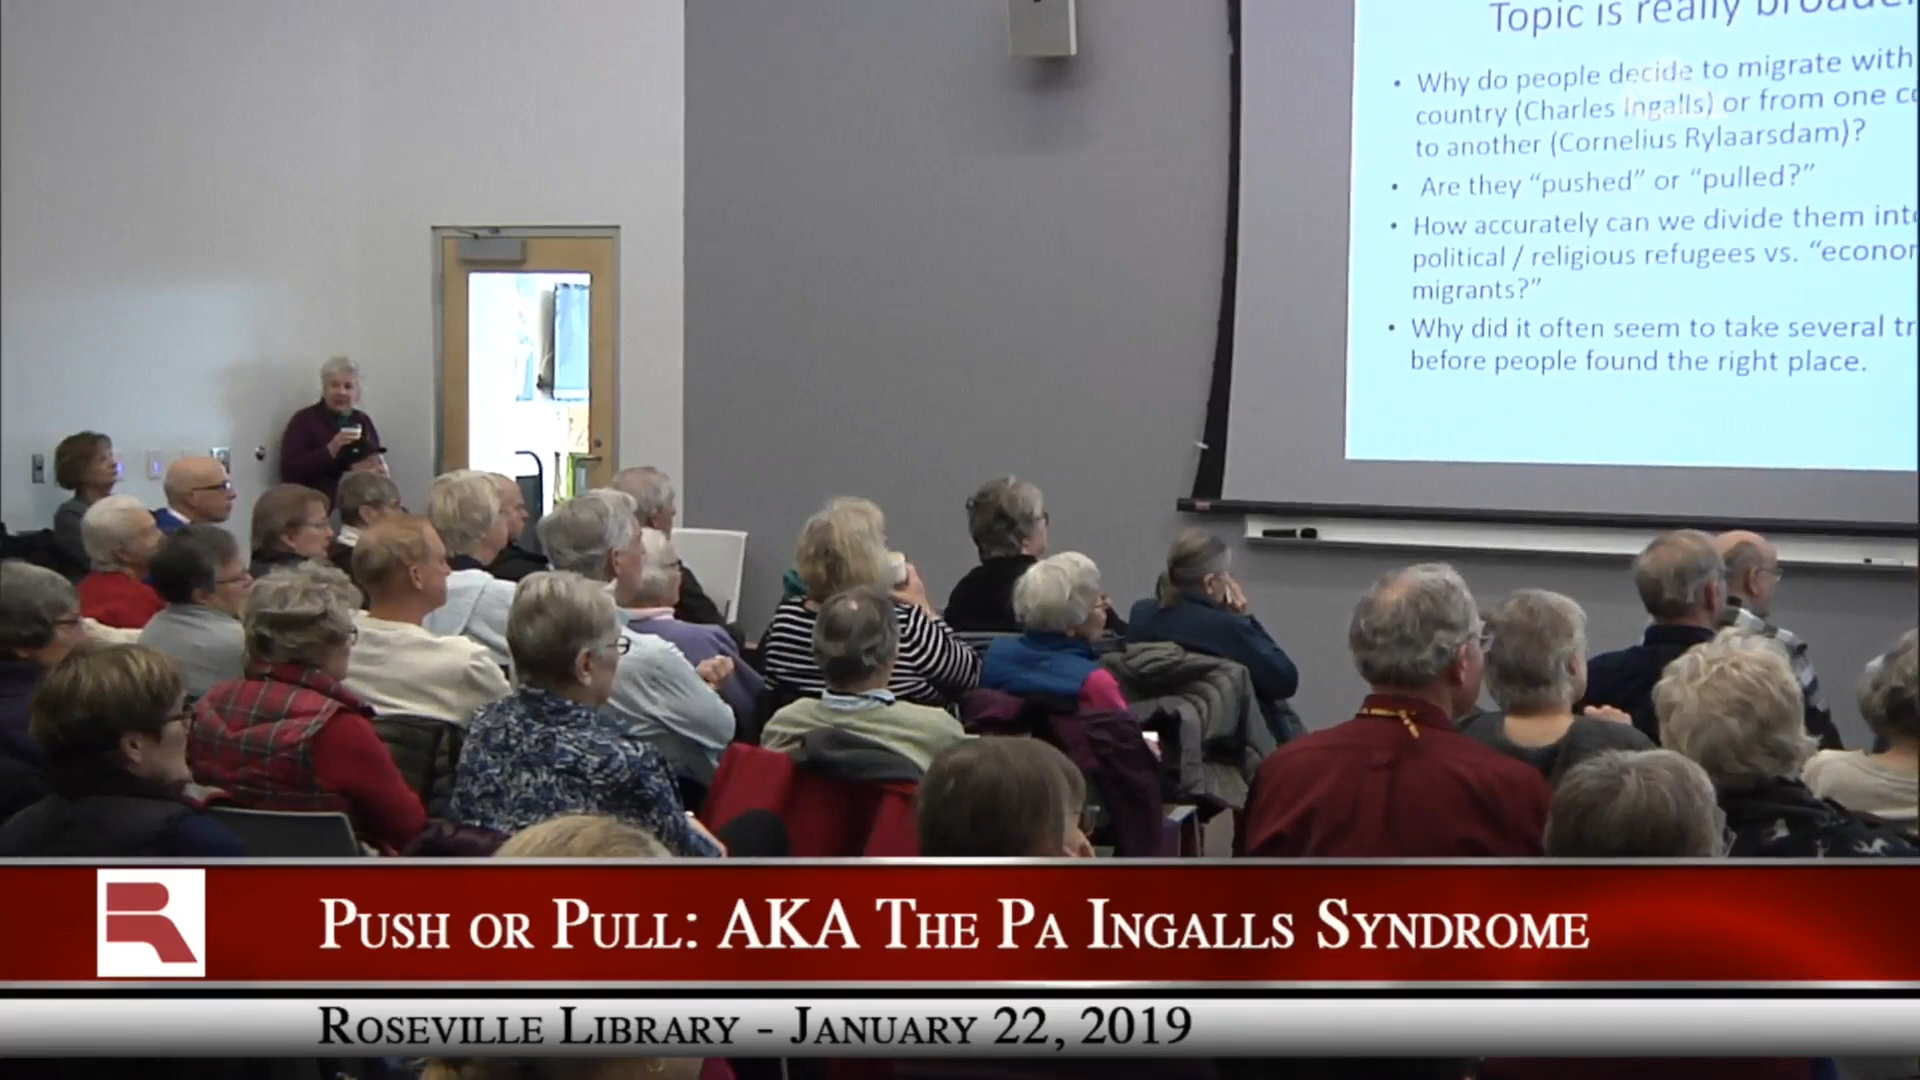 Topic is really
Why do people decide to migrate with
country (Charles Ingalls) or from one
to another (Cornelius Rylaarsdam)?
Are they “pushed” or “pulled?”
How accurately can we divide them
political / religious refugees vs.
migrants?”
Why did it often seem to take several
before people found the right place.
PUSH OR PULL: AKA THE PA INGALLS SYNDROME
ROSEVILLE LIBRARY - JANUARY 22, 2019